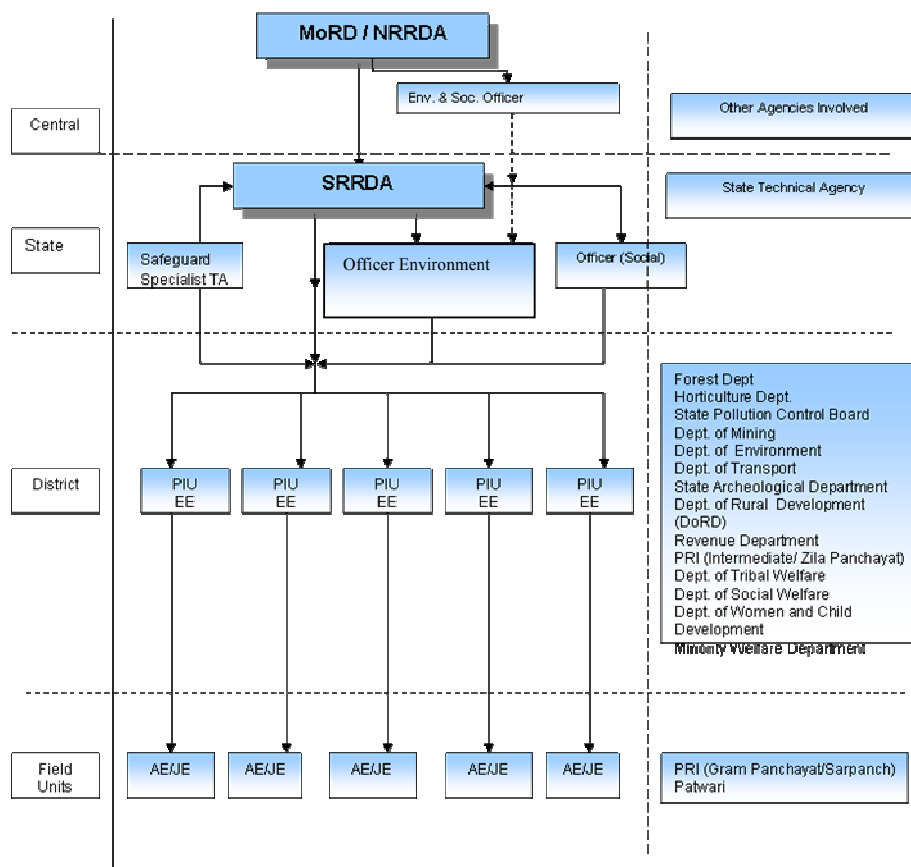 MoRD / NRRDA
Env. & Soc. Officer
Central
Other Agencies Involved
SRRDA
State Technical Agency
State
Safeguard
Specialist TA
Officer Environment
Officer (Social)
Forest Dept
Horticulture Dept.
State Pollution Control Board
Dept. of Mining
Dept. of Environment
Dept. of Transport
State Archeological Department
Dept. of Rural Development
(DoRD)
Revenue Department
PRI (Intermediate/ Zila Panchayat)
Dept. of Tribal Welfare
Dept. of Social Welfare
Dept. of Women and Child
Development
Minority Welfare Department
District
PIU
EE
PIU
EE
PIU
EE
PIU
EE
PIU
EE
Field
Units
AE/JE
AE/JE
AE/JE
AE/JE
AE/JE
PRI (Gram Panchayat/Sarpanch)
Patwari